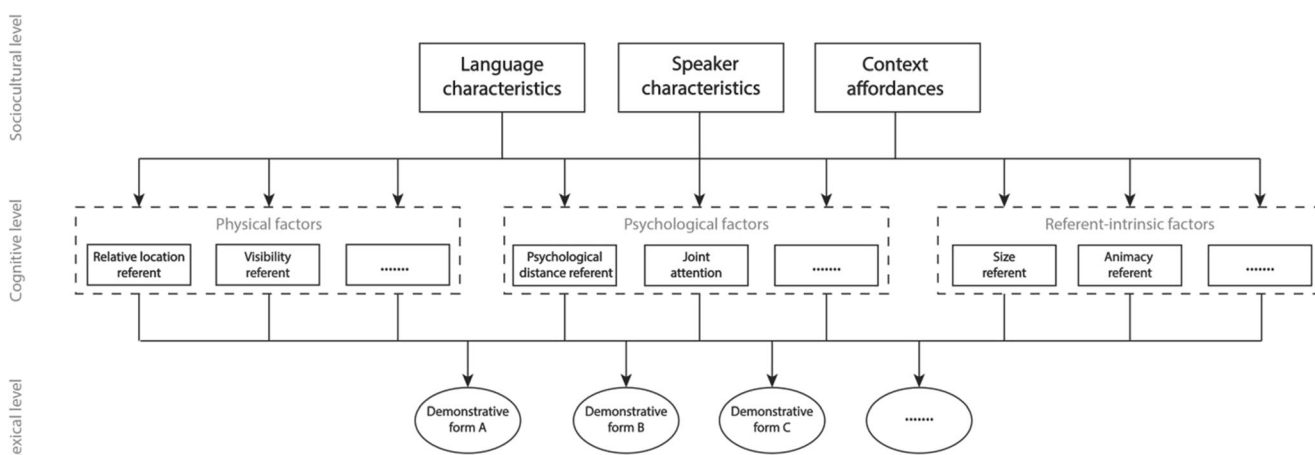 Sociocultural level
Language
characteristics
Speaker
characteristics
Context
affordances
Cognitive level
Physical factors
Relative location
referent
Visibility
referent
.......
Psychological factors
Psychological
distance referent
Joint
attention
.......
Referent-intrinsic factors
Size
referent
Animacy
referent
.......
exical level
Demonstrative
form A
Demonstrative
form B
Demonstrative
form C
.......